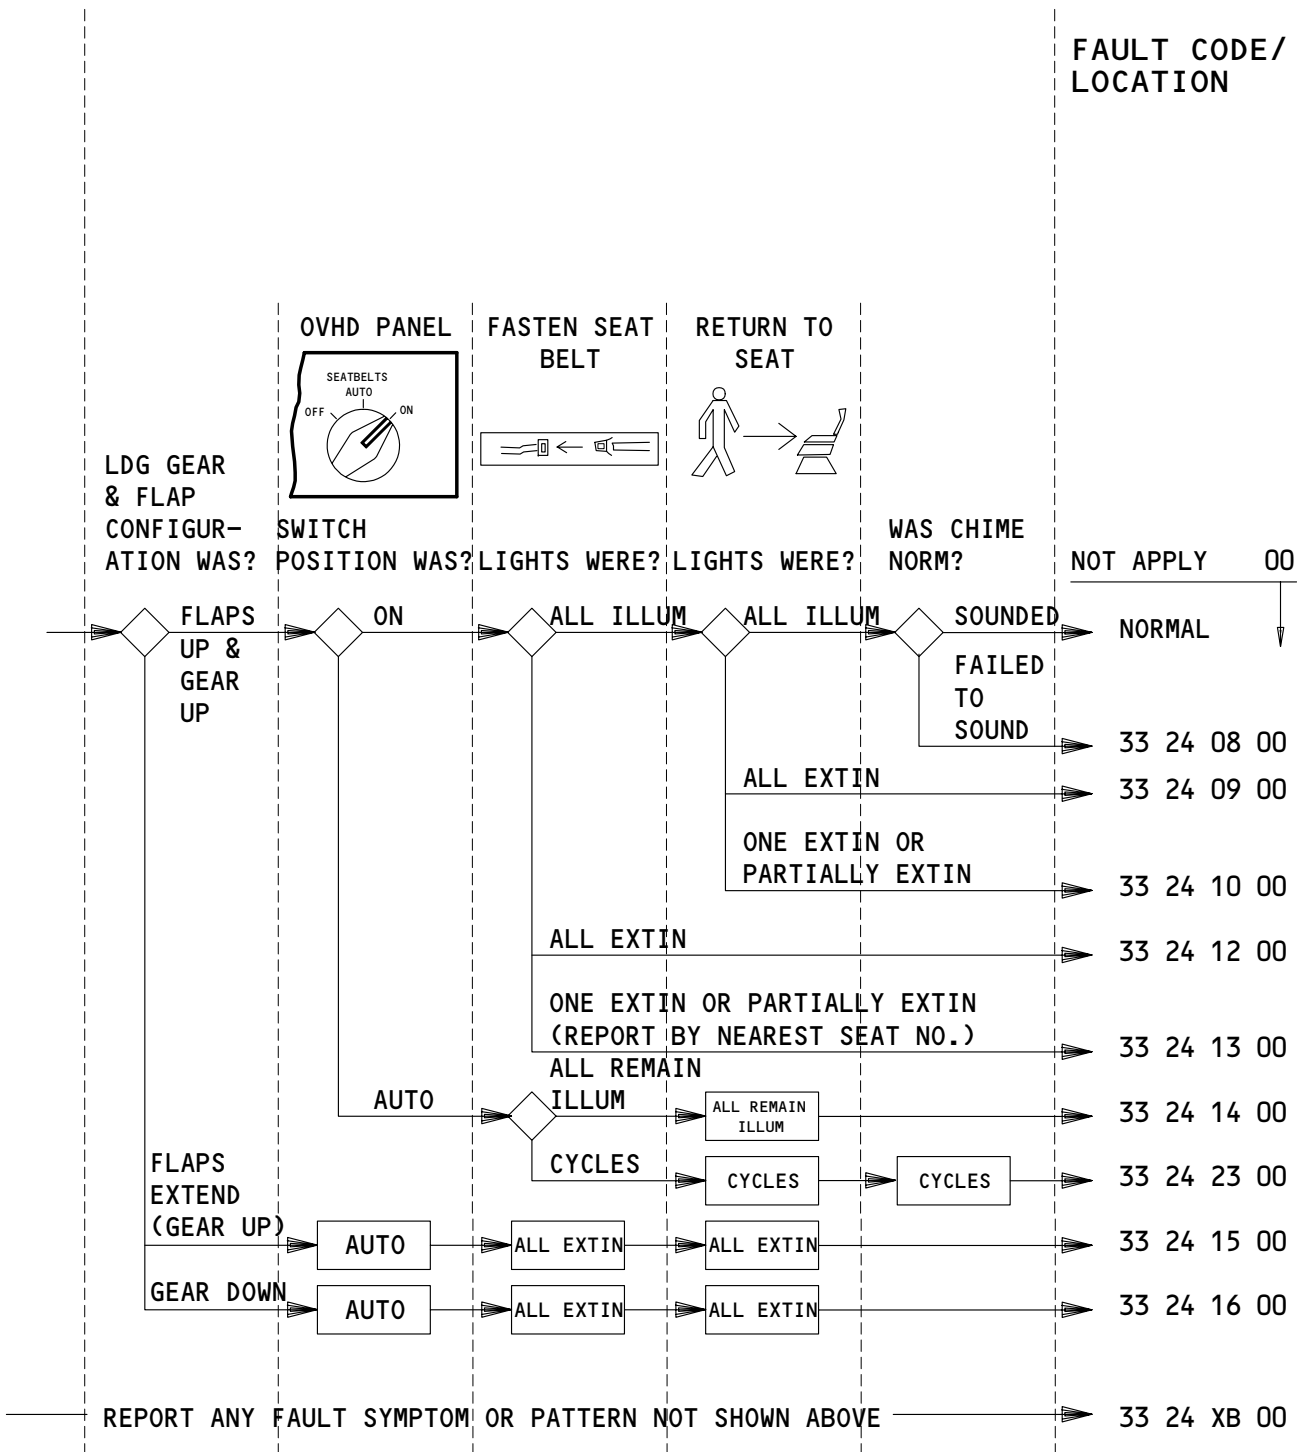 FAULT CODE/
LOCATION
OVHD PANEL
SEATBELTS
AUTO
OFF
ON
FASTEN SEAT
BELT
RETURN TO
SEAT
LDG GEAR
& FLAP
CONFIGUR-
ATION WAS?
SWITCH
POSITION WAS?
LIGHTS WERE?
LIGHTS WERE?
WAS CHIME
NORM?
NOT APPLY 00
FLAPS
UP &
GEAR
UP
ON
ALL ILLUM
ALL ILLUM
SOUNDED
NORMAL
FAILED
TO
SOUND
33 24 08 00
ALL EXTIN
33 24 09 00
ONE EXTIN OR
PARTIALLY EXTIN
33 24 10 00
ALL EXTIN
33 24 12 00
ONE EXTIN OR PARTIALLY EXTIN
(REPORT BY NEAREST SEAT NO.)
33 24 13 00
AUTO
ALL REMAIN
ILLUM
ALL REMAIN
ILLUM
33 24 14 00
CYCLES
CYCLES
CYCLES
33 24 23 00
FLAPS
EXTEND
(GEAR UP)
AUTO
ALL EXTIN
ALL EXTIN
33 24 15 00
GEAR DOWN
AUTO
ALL EXTIN
ALL EXTIN
33 24 16 00
REPORT ANY FAULT SYMPTOM OR PATTERN NOT SHOWN ABOVE
33 24 XB 00